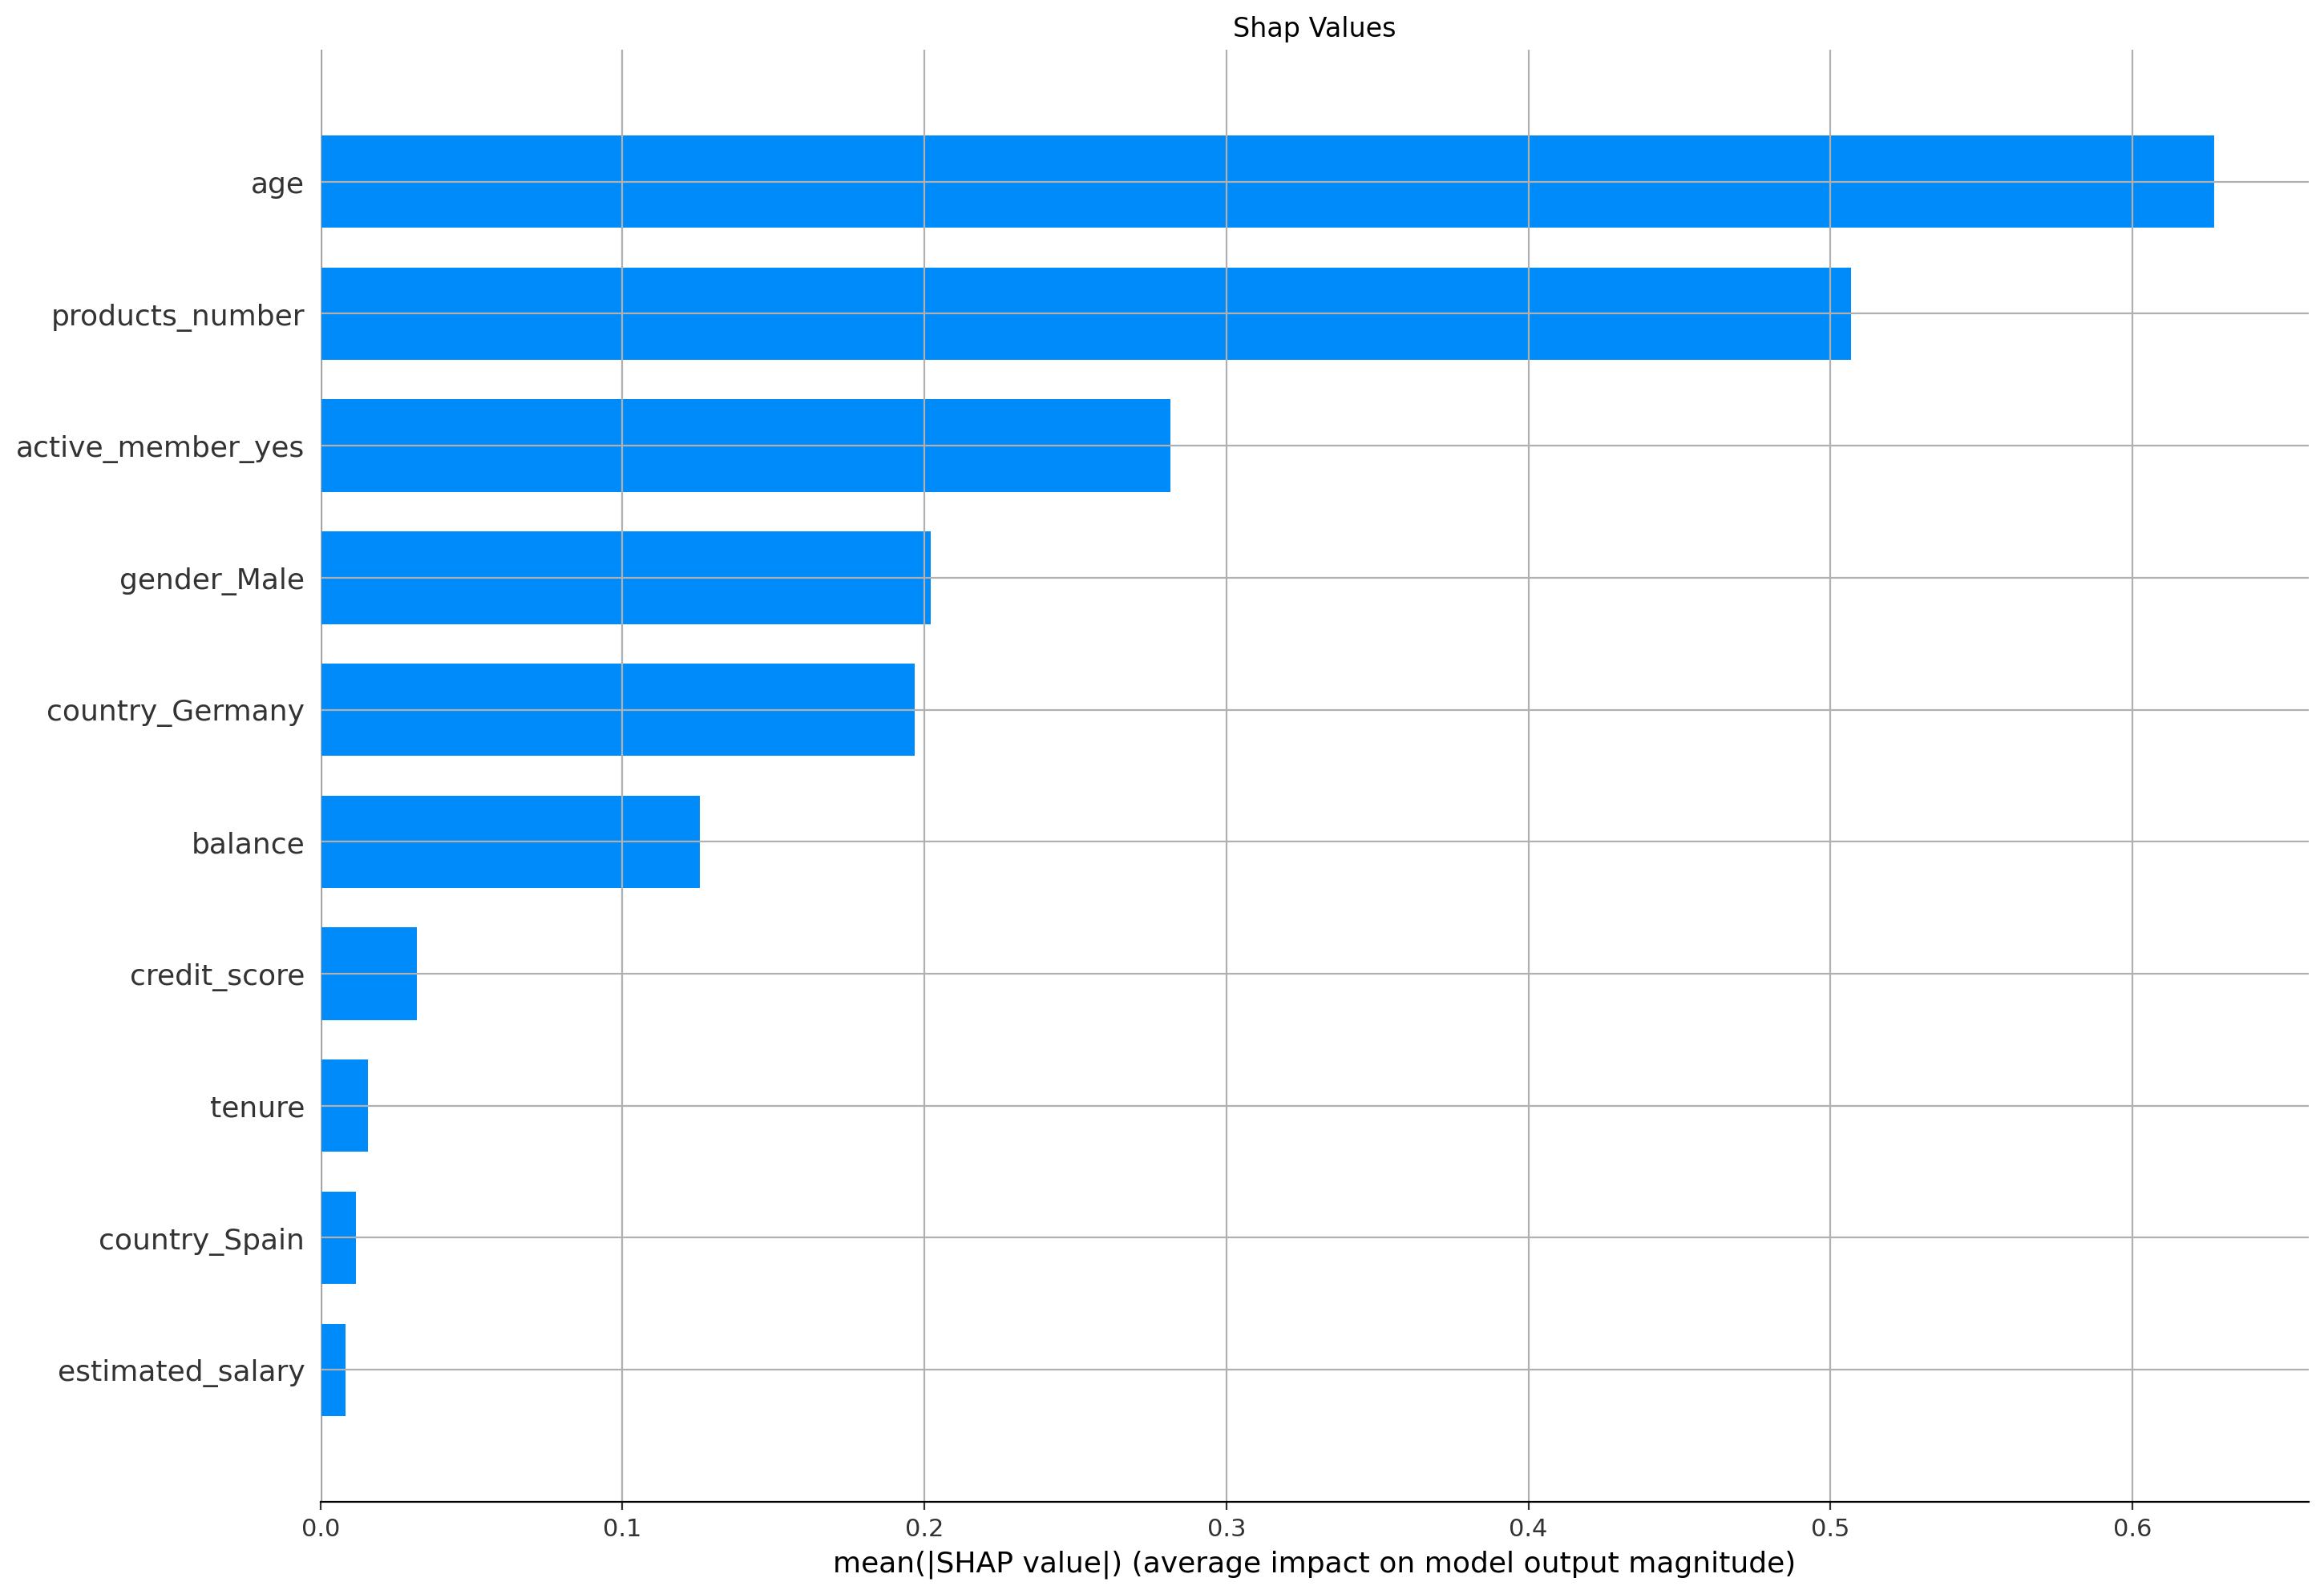 Shap Values
age
products_number
active_member_yes
gender_Male
country_Germany
balance
credit_score
tenure
country_Spain
estimated_salary
0.0 0.1 0.2 0.3 0.4 0.5 0.6
mean(|SHAP value|) (average impact on model output magnitude)